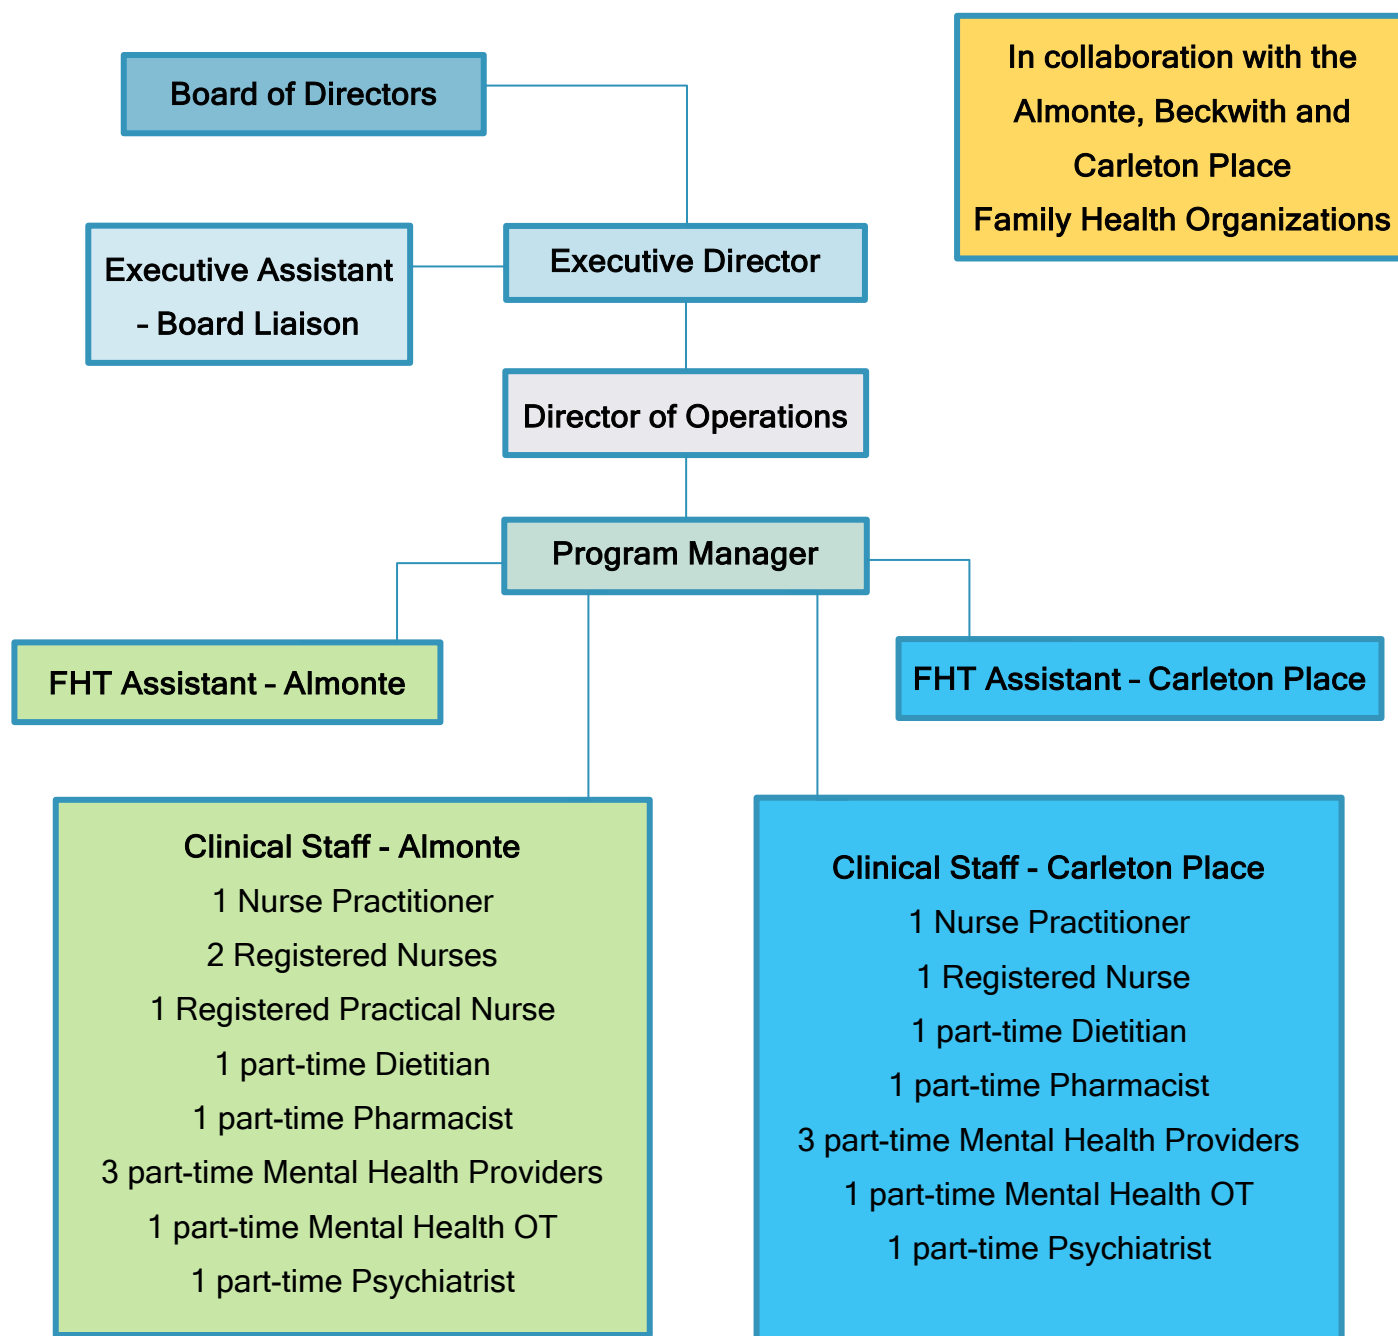 Board of Directors
In collaboration with the
Almonte, Beckwith and
Carleton Place
Family Health Organizations
Executive Assistant
– Board Liaison
Executive Director
Director of Operations
Program Manager
FHT Assistant – Almonte
FHT Assistant – Carleton Place
Clinical Staff - Almonte
1 Nurse Practitioner
2 Registered Nurses
1 Registered Practical Nurse
1 part-time Dietitian
1 part-time Pharmacist
3 part-time Mental Health Providers
1 part-time Mental Health OT
1 part-time Psychiatrist
Clinical Staff - Carleton Place
1 Nurse Practitioner
1 Registered Nurse
1 part-time Dietitian
1 part-time Pharmacist
3 part-time Mental Health Providers
1 part-time Mental Health OT
1 part-time Psychiatrist